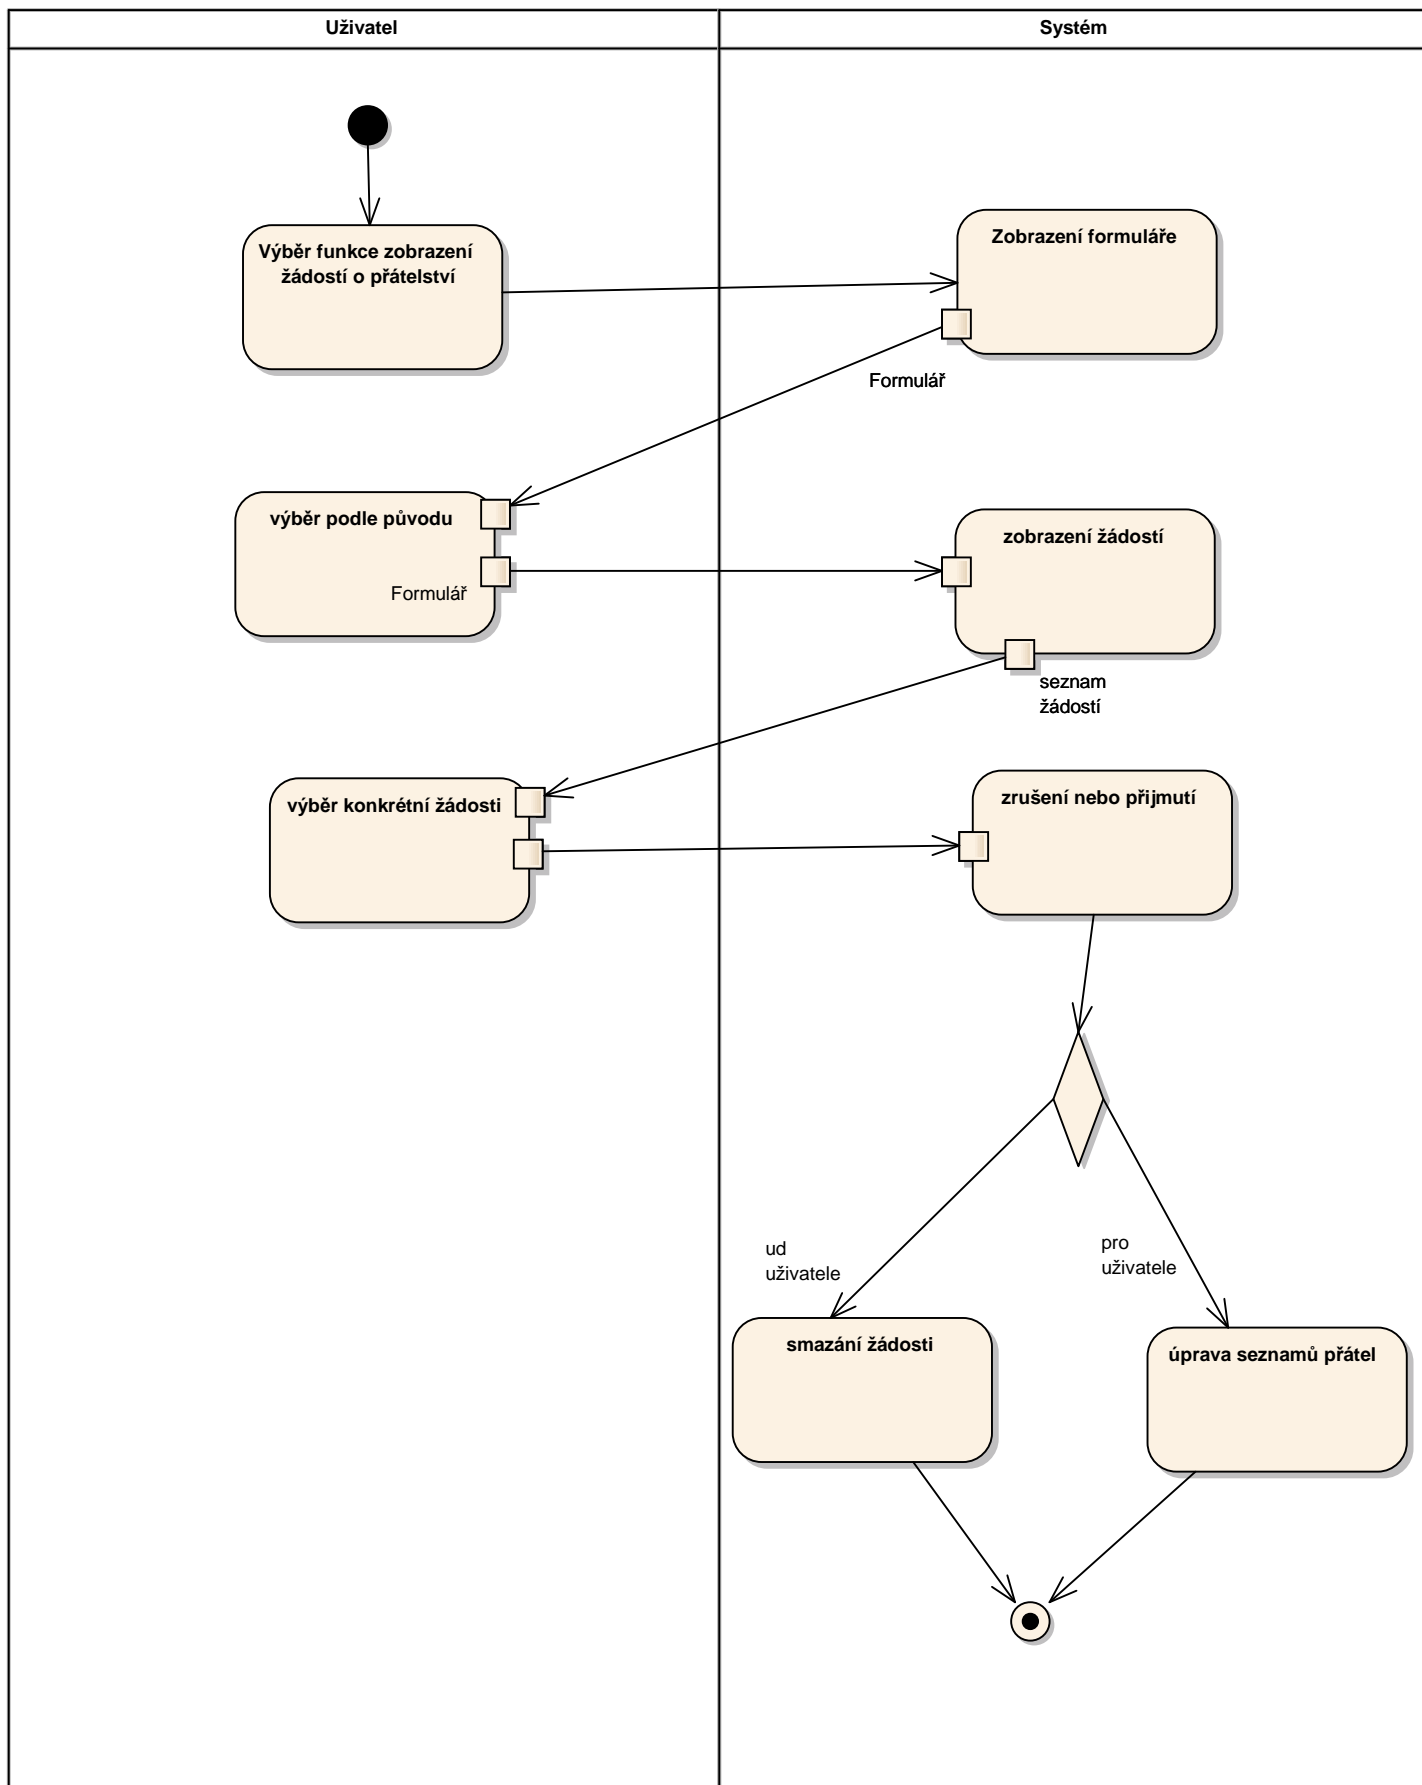 Uživatel
Systém
Výběr funkce zobrazení
žádostí o přátelství
Zobrazení formuláře
Formulář
výběr podle původu
Formulář
zobrazení žádostí
seznam
žádostí
výběr konkrétní žádosti
zrušení nebo přijmutí
ud
uživatele
pro
uživatele
smazání žádosti
úprava seznamů přátel